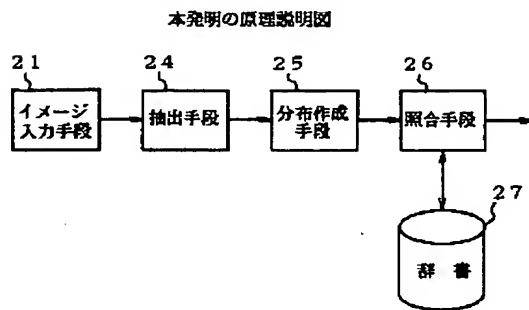 本発明の原理説明図
21
24
25
26
イメージ
入力手段
抽出手段
分布作成
手段
照合手段
27
辞書